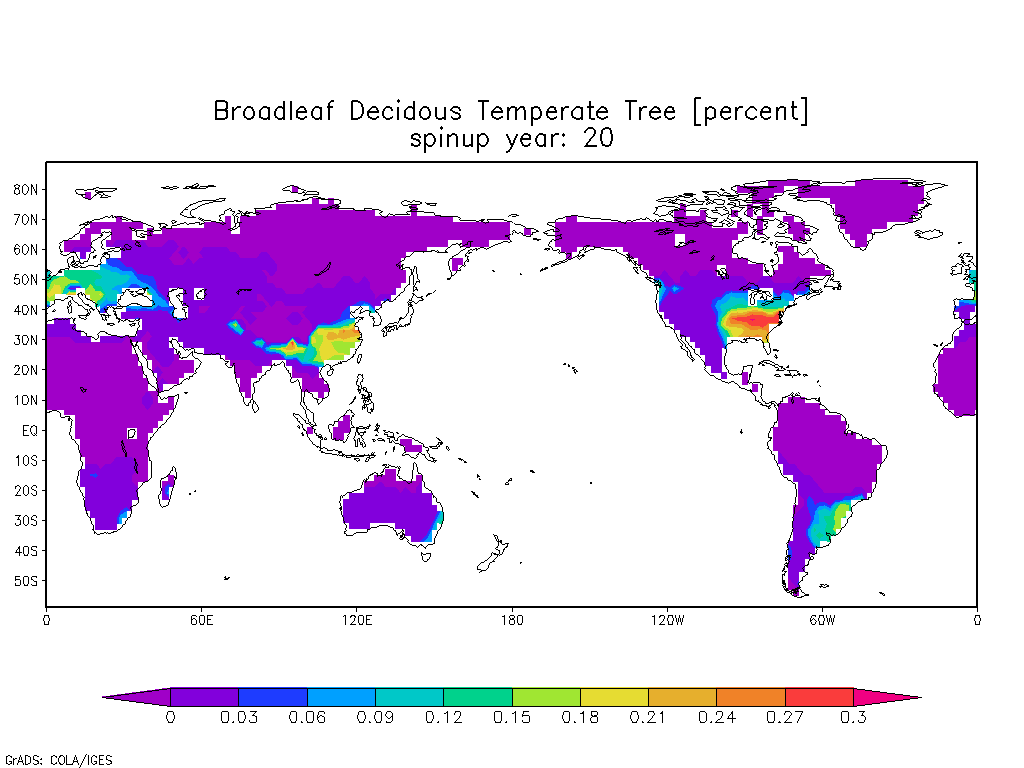 Broadleaf Decidous Temperate Tree [percent]
spinup year: 20
80N
70N
60N
50N
40N
30N
20N
10N
EQ
10S
20S
30S
40S
50S
0 60E 120E 180 120W 60W 0
0 0.03 0.06 0.09 0.12 0.15 0.18 0.21 0.24 0.27 0.3
GrADS: COLA/IGES